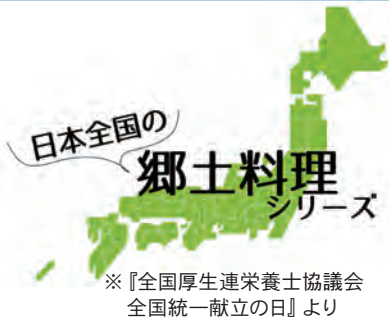 日本全国の
郷土料理
シリーズ
※『全国厚生連栄養士協議会
全国統一献立の日』より